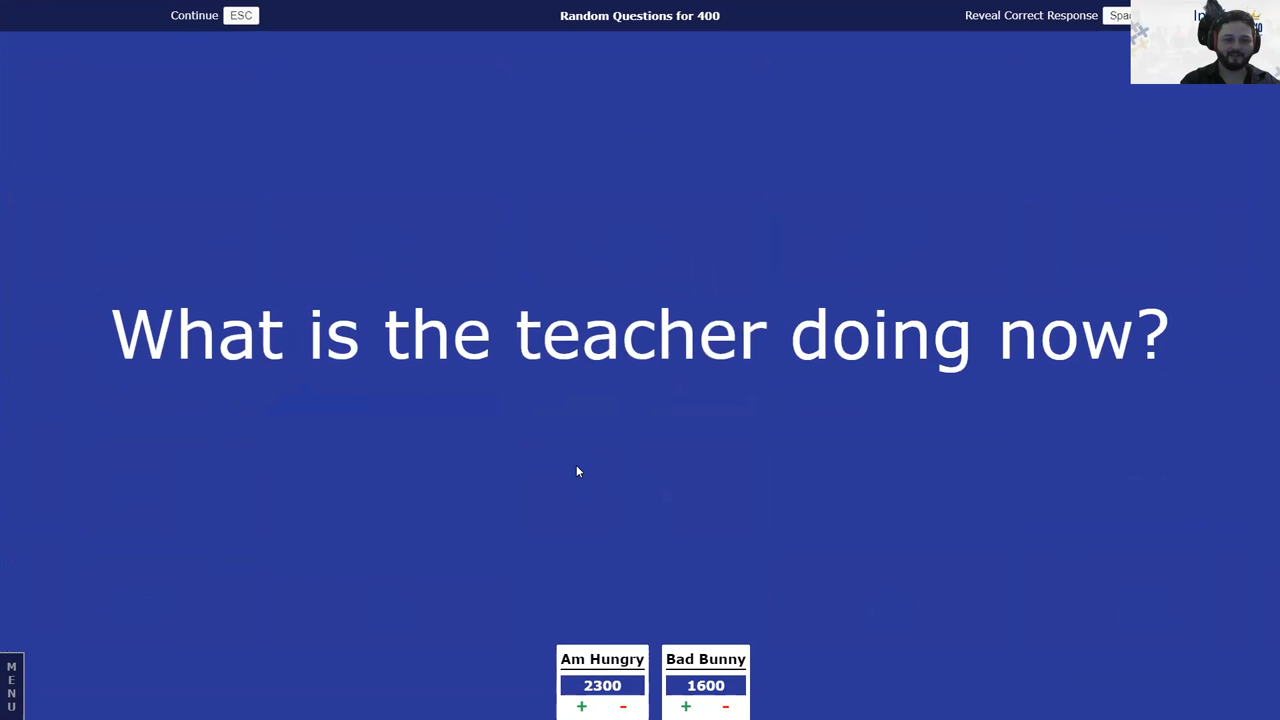 Continue ESC
Random Questions for 400
Reveal Correct Response
What is the teacher doing now?
MENU
Am Hungry
2300
+ -
Bad Bunny
1600
+ -